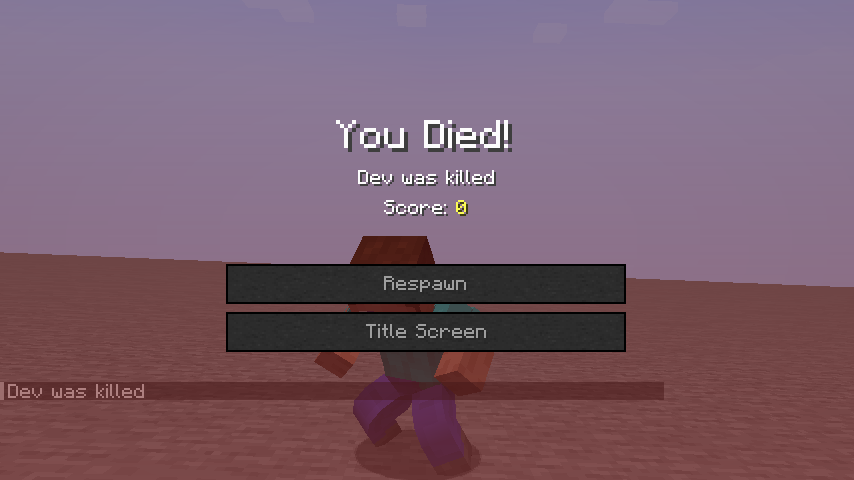 You Died!
Dev was killed
Score: 0
Respawn
Title Screen
Dev was killed